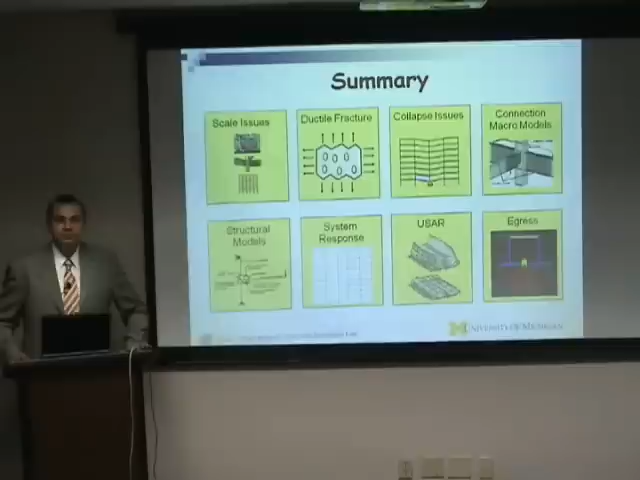 Summary
Scale Issues
Ductile Fracture
Collapse Issues
Connection
Macro Models
Structural
Models
System
Response
USAR
Egress
UNIVERSITY OF MICHIGAN